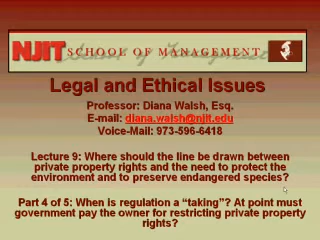 NJIT SCHOOL OF MANAGEMENT
Legal and Ethical Issues
Professor: Diana Walsh, Esq.
E-mail: diana.walsh@njit.edu
Voice-Mail: 973-596-6418
Lecture 9: Where should the line be drawn between
private property rights and the need to protect the
environment and to preserve endangered species?
Part 4 of 5: When is regulation a “taking”? At point must
government pay the owner for restricting private property
rights?